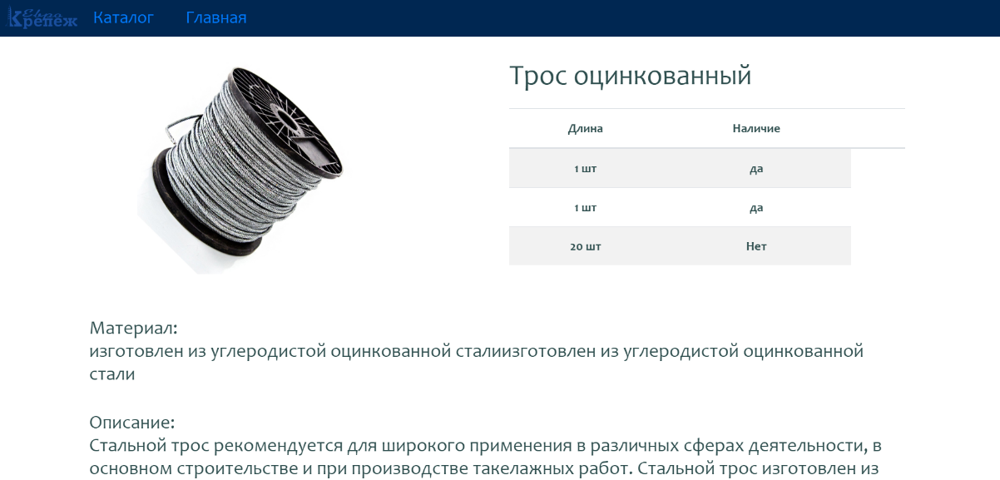 Chao
Крепёж
Каталог Главная
Трос оцинкованный
Длина Наличие
1 шт да
1 шт да
20 шт Нет
Материал:
изготовлен из углеродистой оцинкованной сталиизготовлен из углеродистой оцинкованной
стали
Описание:
Стальной трос рекомендуется для широкого применения в различных сферах деятельности, в
основном строительстве и при производстве такелажных работ. Стальной трос изготовлен из